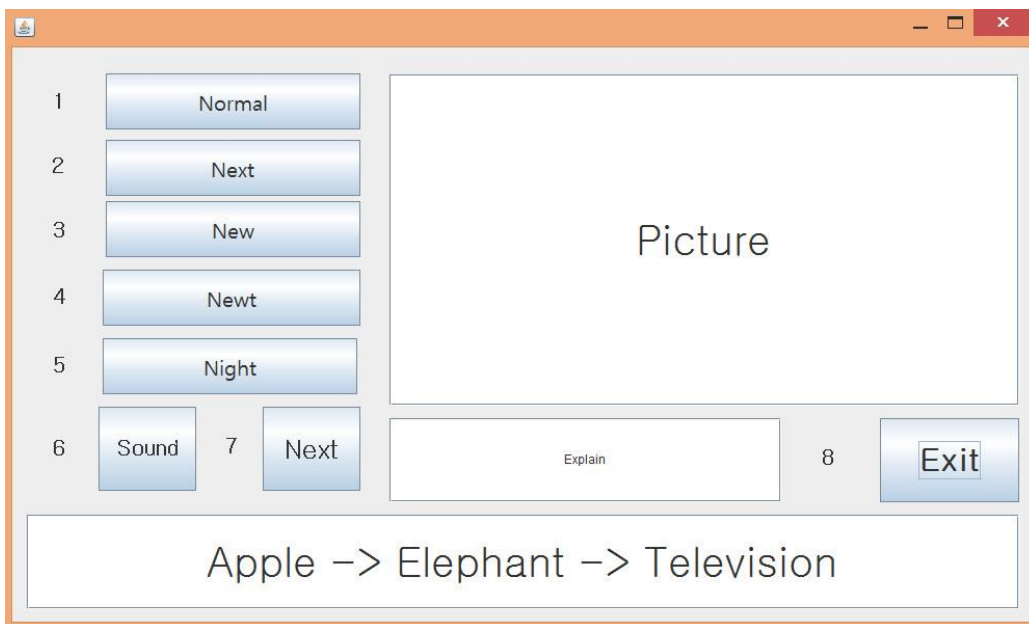 1 Normal
2 Next
3 New
4 Newt
5 Night
Picture
6 Sound 7 Next
Explain
8 Exit
Apple -> Elephant -> Television